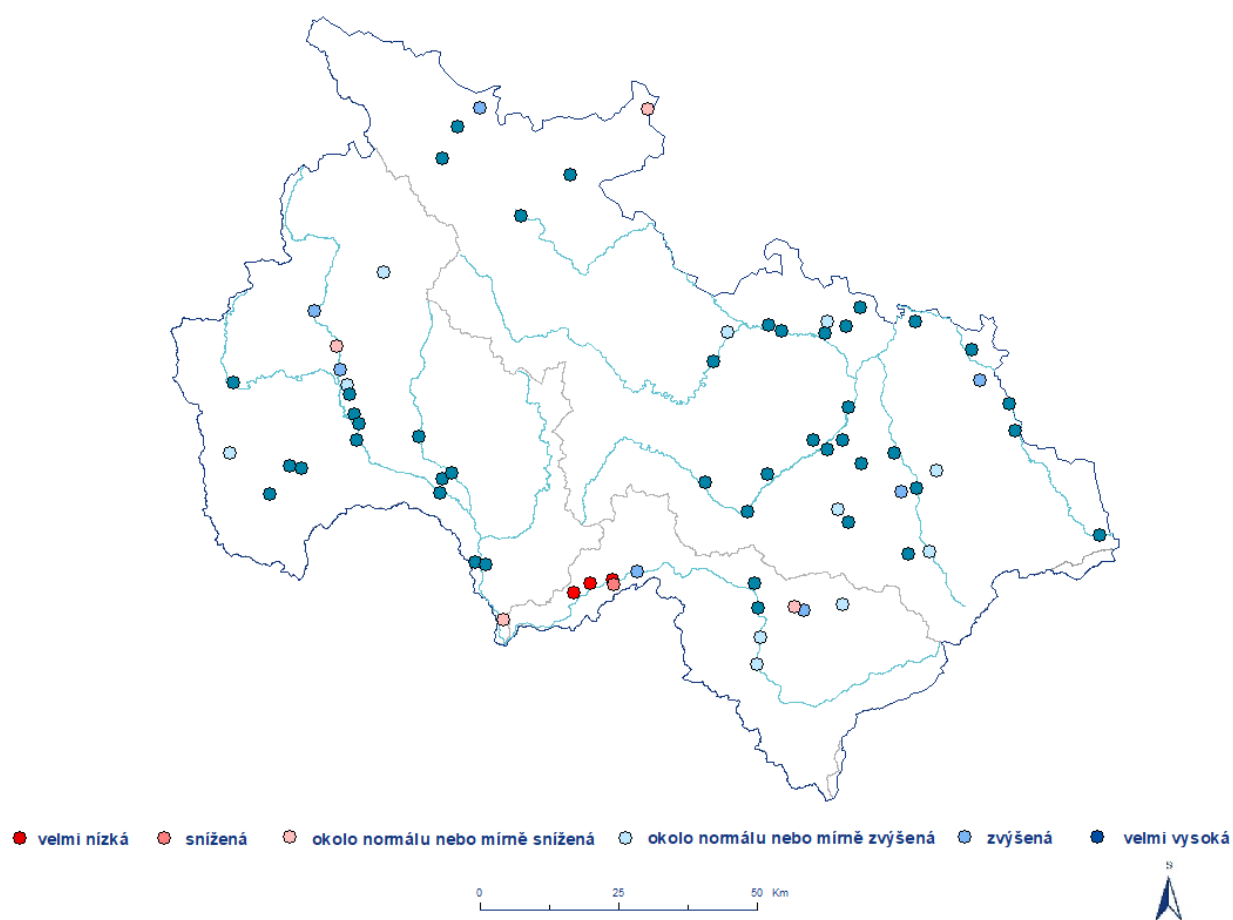 velmi nízká snížená okolo normálu nebo mírně snížená okolo normálu nebo mírně zvýšená zvýšená velmi vysoká
S
0 25 50 Km